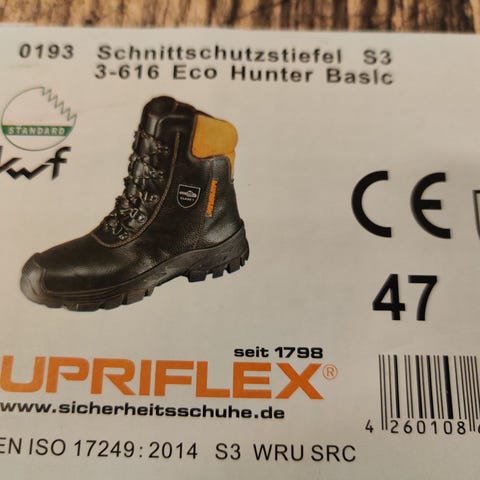 0193 Schnittschutzstiefel S3
3-616 Eco Hunter Basic
STANDARD
kwf
CE
47
seit 1798
UPRIFLEX®
www.sicherheitsschuhe.de
EN ISO 17249:2014 S3 WRU SRC
4 260108